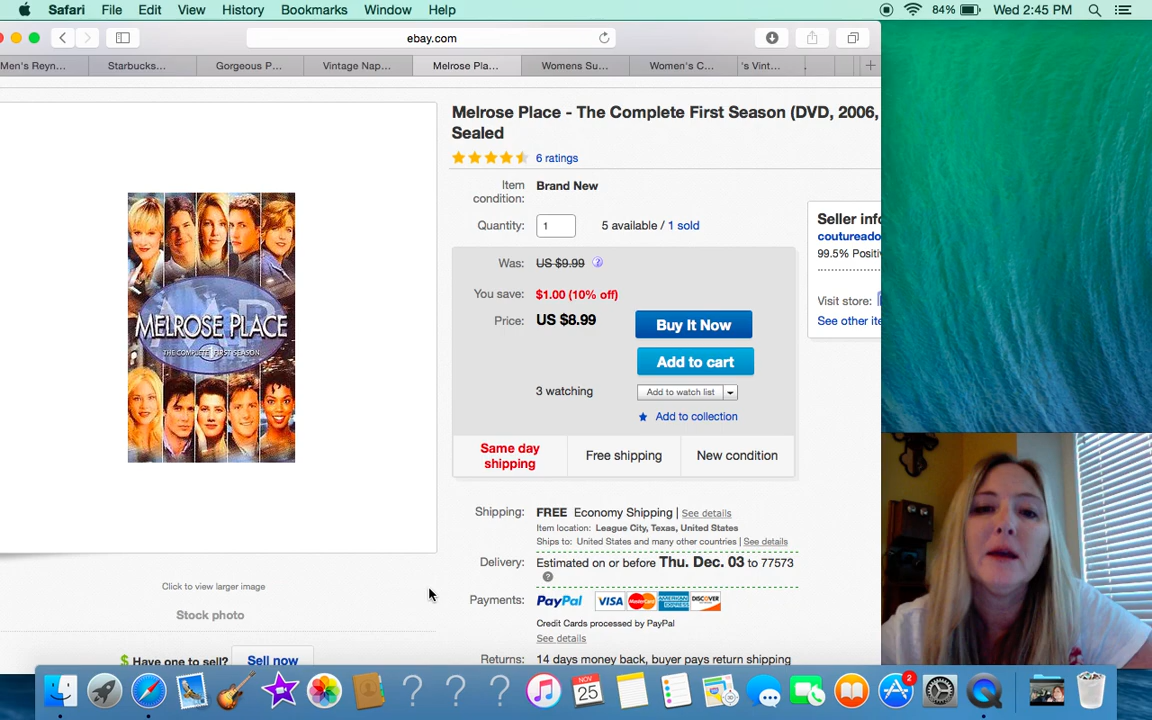 Safari File Edit View History Bookmarks Window Help 84% Wed 2:45 PM
ebay.com
Men's Reyn... Starbucks... Gorgeous P... Vintage Nap... Melrose Pla... Womens Su... Women's C... 's Vint...
Melrose Place - The Complete First Season (DVD, 2006,
Sealed
6 ratings
Item condition: Brand New
Quantity: 1 5 available / 1 sold
Was: US $9.99
You save: $1.00 (10% off)
Price: US $8.99 Buy It Now
Add to cart
3 watching Add to watch list
Add to collection
Same day shipping Free shipping New condition
Shipping: FREE Economy Shipping | See details
Item location: League City, Texas, United States
Ships to: United States and many other countries | See details
Delivery: Estimated on or before Thu. Dec. 03 to 77573
Payments: PayPal VISA MasterCard AMERICAN EXPRESS DISCOVER
Credit Cards processed by PayPal
See details
Returns: 14 days money back, buyer pays return shipping
Seller info
coutureado
99.5% Positi
Visit store:
See other ite
MELROSE PLACE
THE COMPLETE 1 FIRST SEASON
Click to view larger image
Stock photo
$ Have one to sell? Sell now
NOV
25
2